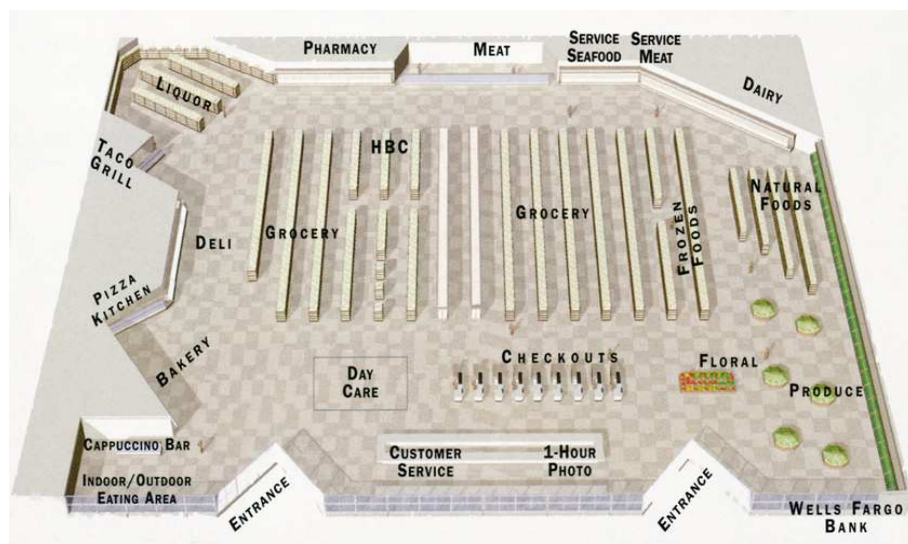 PHARMACY
MEAT
SERVICE
SEAFOOD
SERVICE
MEAT
DAIRY
LIQUOR
TACO
GRILL
HBC
NATURAL
FOODS
DELI
GROCERY
GROCERY
FROZEN
FOODS
PIZZA
KITCHEN
BAKERY
DAY
CARE
CHECKOUTS
FLORAL
PRODUCE
CAPPUCCINO BAR
INDOOR/OUTDOOR
EATING AREA
ENTRANCE
CUSTOMER
SERVICE
1-HOUR
PHOTO
ENTRANCE
WELLS FARGO
BANK